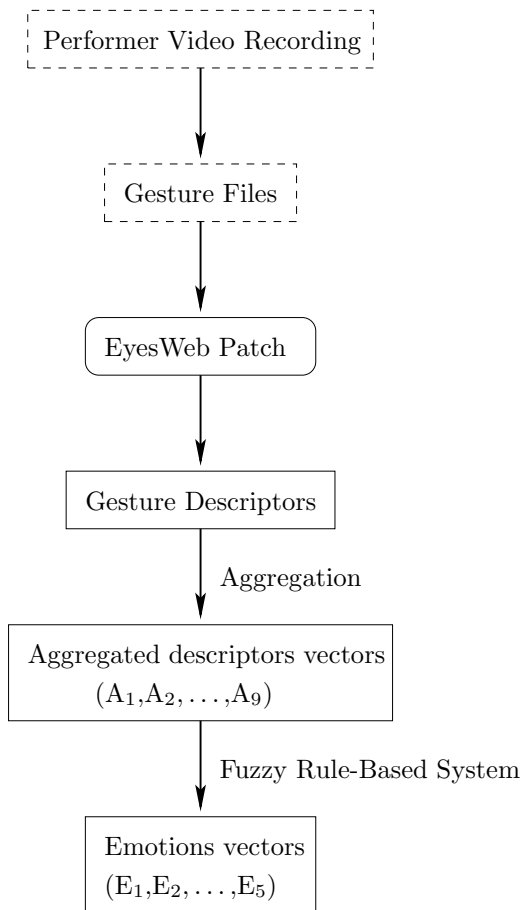 Performer Video Recording
Gesture Files
EyesWeb Patch
Gesture Descriptors
Aggregation
Aggregated descriptors vectors
(A₁,A₂, …,A₉)
Fuzzy Rule-Based System
Emotions vectors
(E₁,E₂, …,E₅)